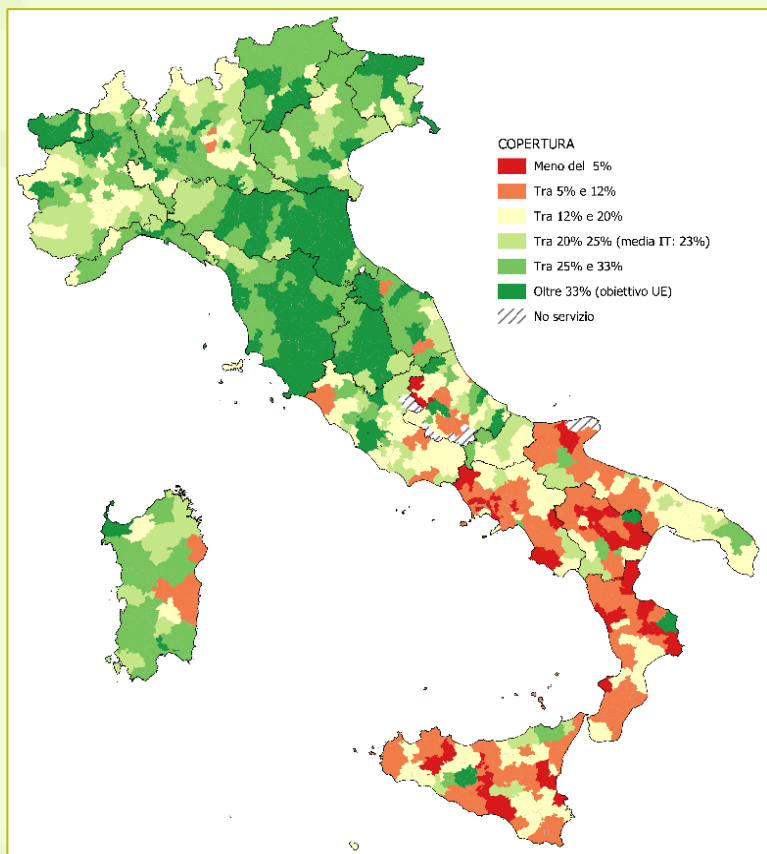 COPERTURA
Meno del 5%
Tra 5% e 12%
Tra 12% e 20%
Tra 20% 25% (media IT: 23%)
Tra 25% e 33%
Oltre 33% (obiettivo UE)
No servizio